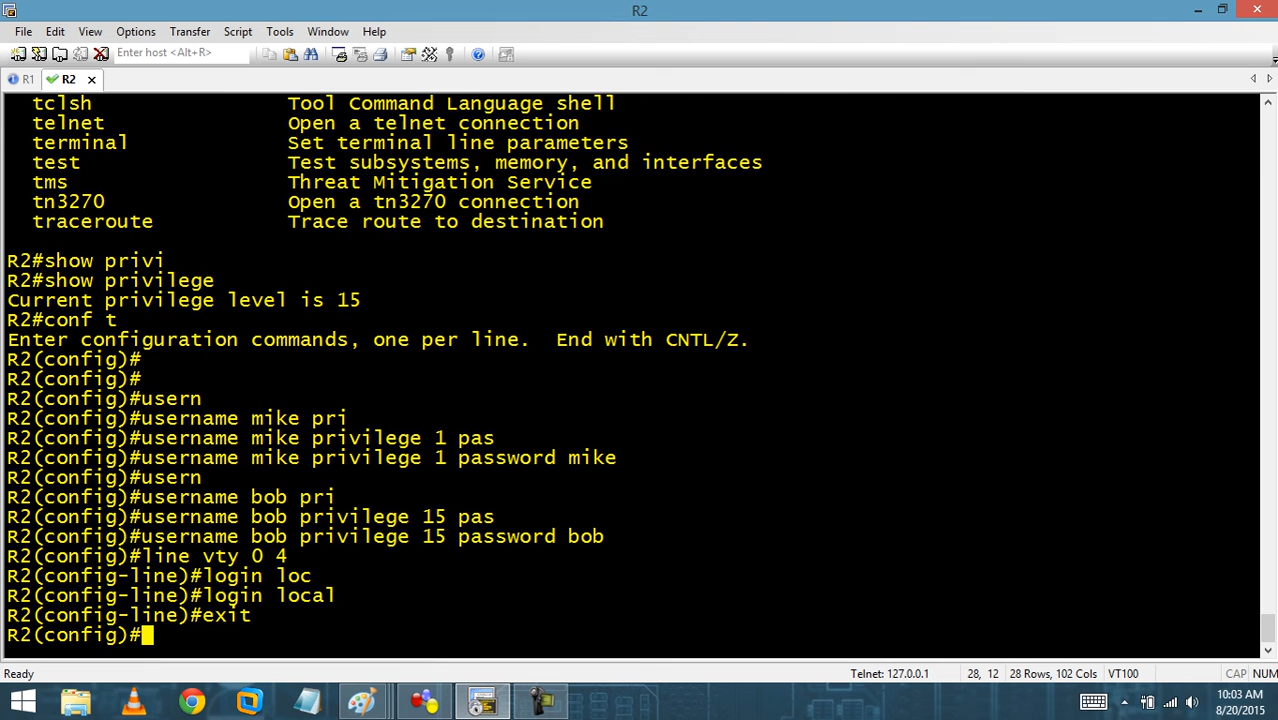 R2
File Edit View Options Transfer Script Tools Window Help
Enter host <Alt+R>
R1 R2
tclsh Tool Command Language shell
telnet Open a telnet connection
terminal Set terminal line parameters
test Test subsystems, memory, and interfaces
tms Threat Mitigation Service
tn3270 Open a tn3270 connection
traceroute Trace route to destination
R2#show privi
R2#show privilege
Current privilege level is 15
R2#conf t
Enter configuration commands, one per line. End with CNTL/Z.
R2(config)#
R2(config)#
R2(config)#usern
R2(config)#username mike pri
R2(config)#username mike privilege 1 pas
R2(config)#username mike privilege 1 password mike
R2(config)#usern
R2(config)#username bob pri
R2(config)#username bob privilege 15 pas
R2(config)#username bob privilege 15 password bob
R2(config)#line vty 0 4
R2(config-line)#login loc
R2(config-line)#login local
R2(config-line)#exit
R2(config)#
Ready Telnet: 127.0.0.1 28, 12 28 Rows, 102 Cols VT100 CAP NUM
10:03 AM
8/20/2015